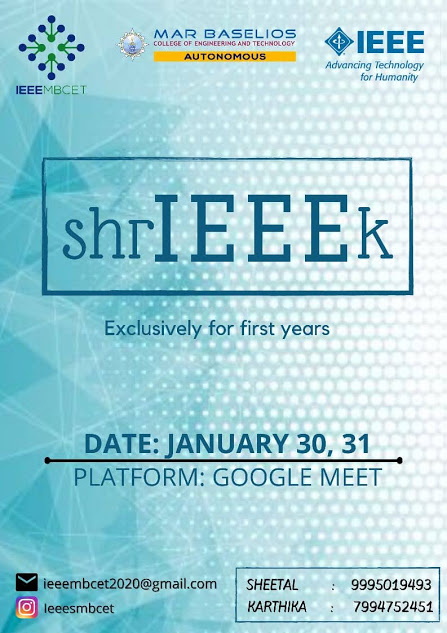 IEEEMBCET
MAR BASELIOS
COLLEGE OF ENGINEERING AND TECHNOLOGY
AUTONOMOUS
IEEE
Advancing Technology
for Humanity
shrIEEEk
Exclusively for first years
DATE: JANUARY 30, 31
PLATFORM: GOOGLE MEET
ieeembcet2020@gmail.com
ieeesmbcet
SHEETAL : 9995019493
KARTHIKA : 7994752451